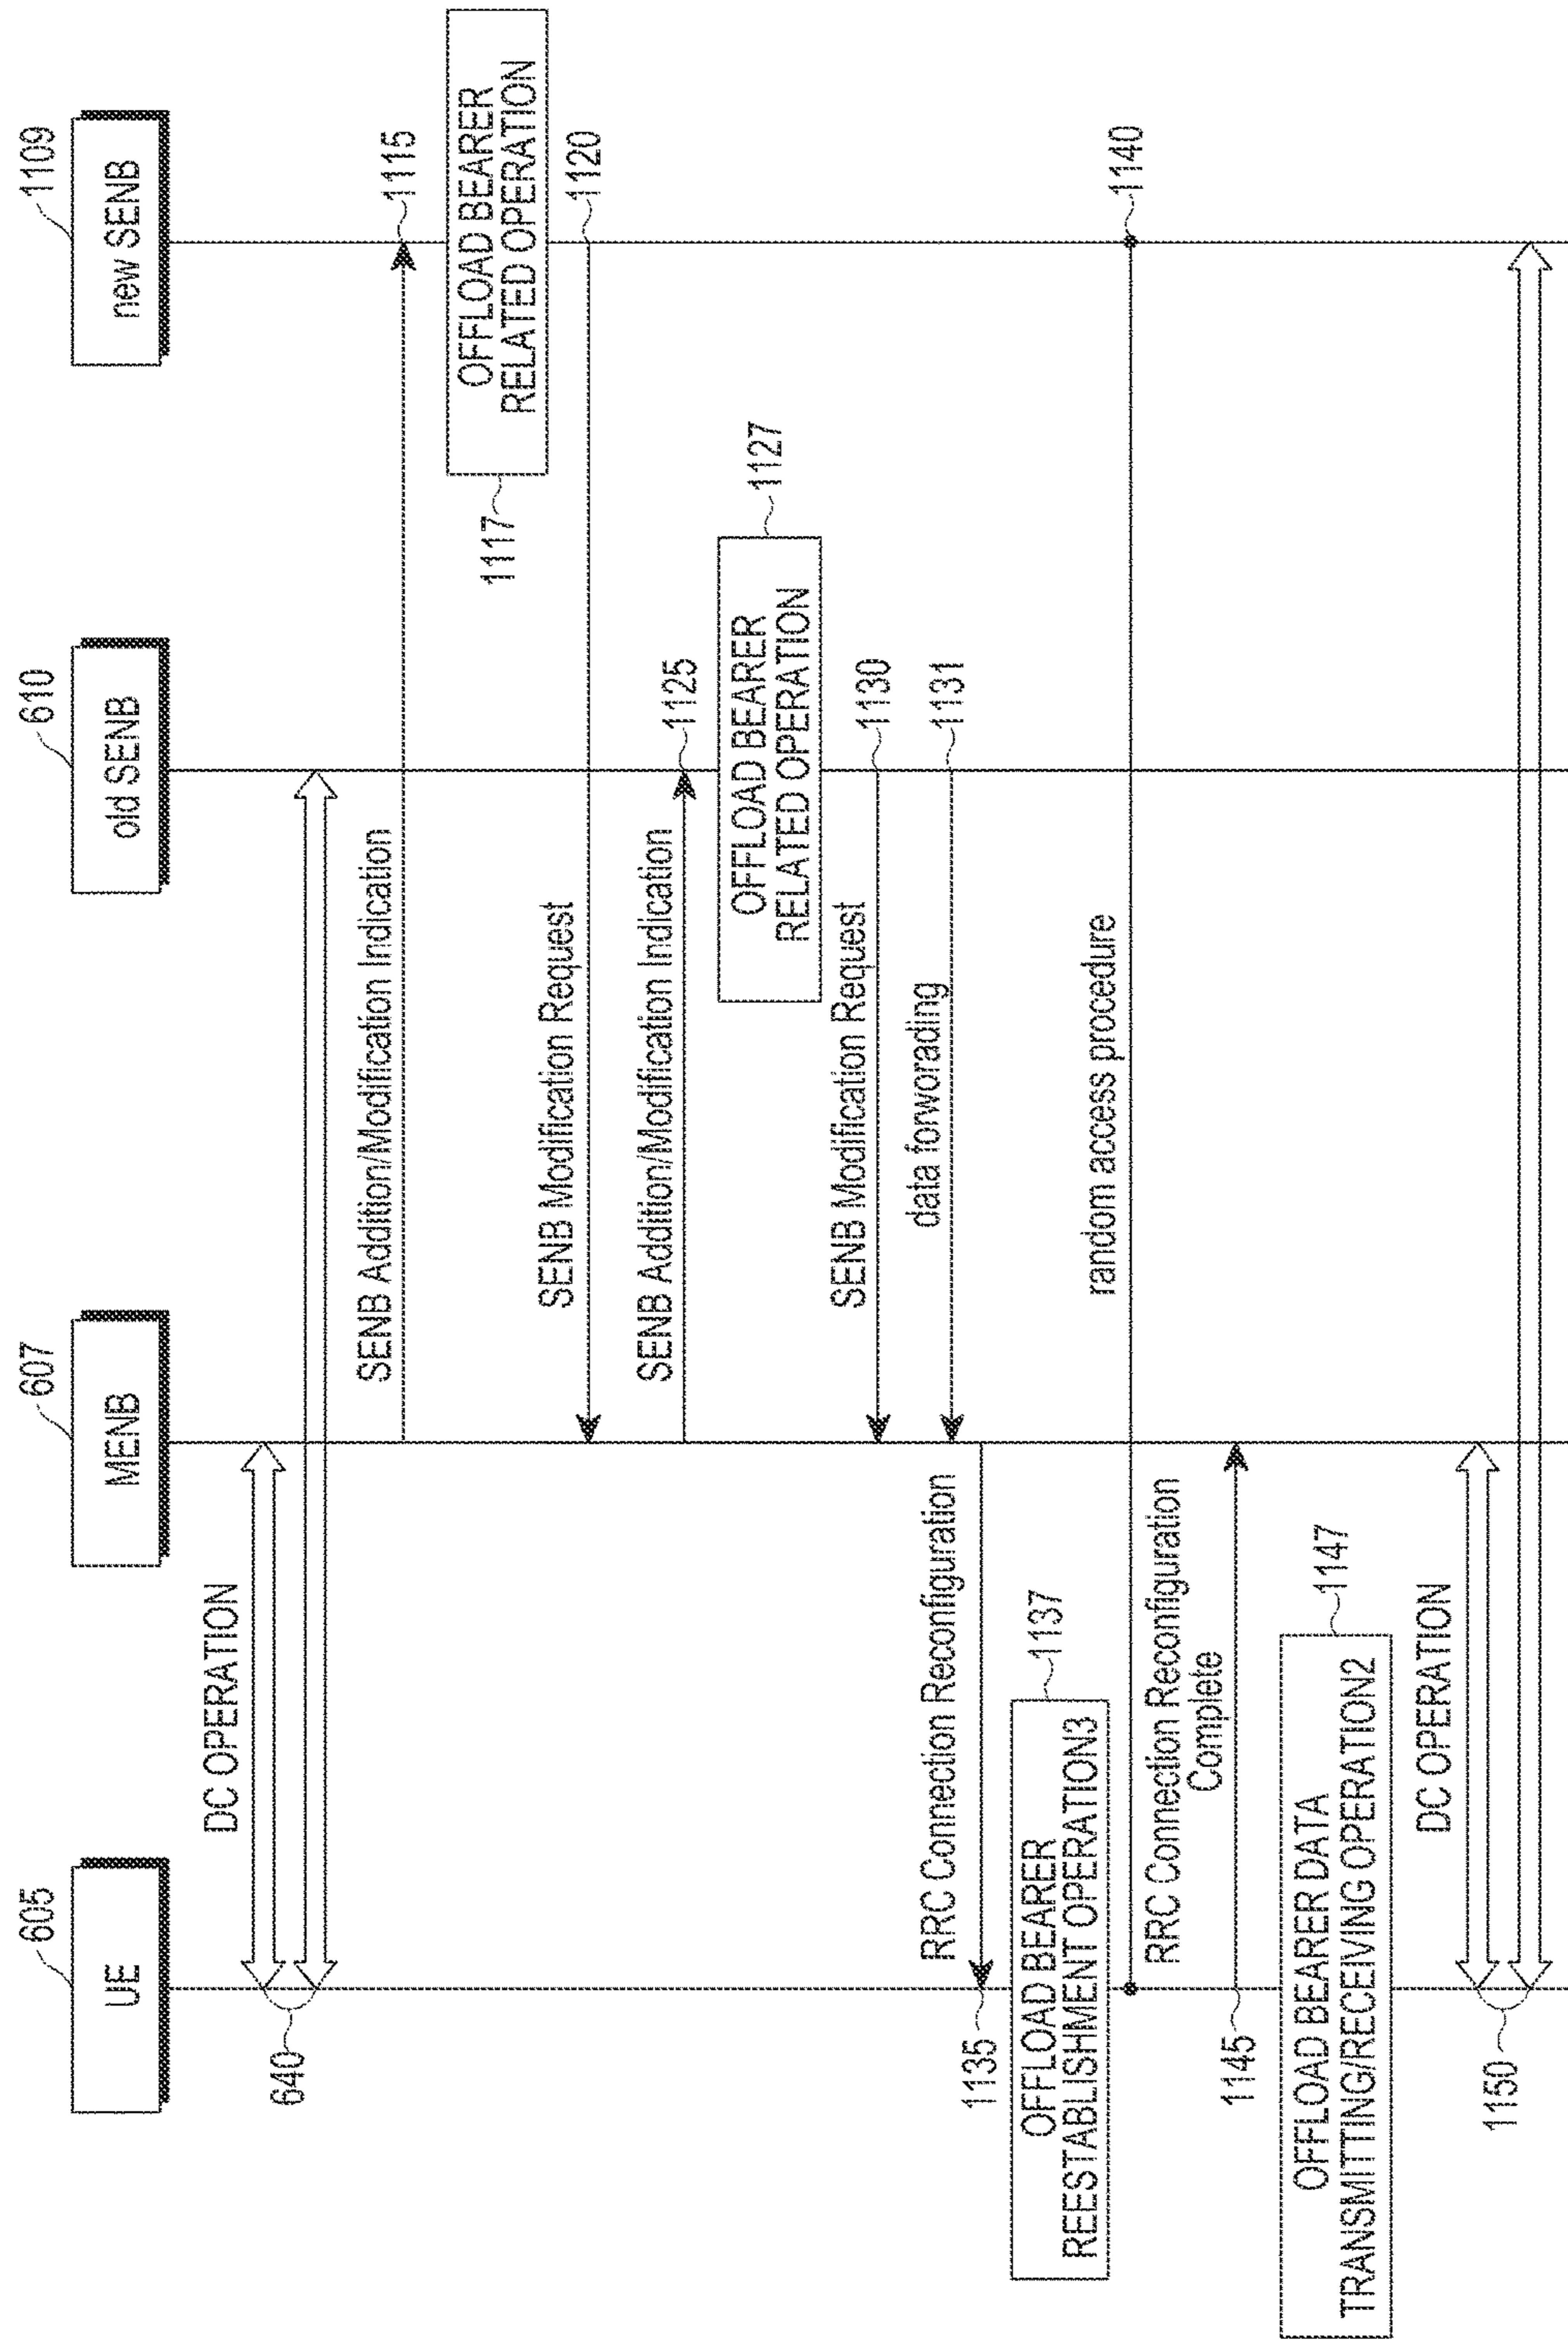 605
607
610
1109
UE
MENB
old SENB
new SENB
DC OPERATION
640
SENB Addition/Modification Indication
1115
OFFLOAD BEARER
RELATED OPERATION
1117
SENB Modification Request
1120
SENB Addition/Modification Indication
1125
OFFLOAD BEARER
RELATED OPERATION
1127
SENB Modification Request
1130
data forworading
1131
RRC Connection Reconfiguration
1135
OFFLOAD BEARER
REESTABLISHMENT OPERATION3
1137
random access procedure
1140
RRC Connection Reconfiguration
Complete
1145
OFFLOAD BEARER DATA
TRANSMITTING/RECEIVING OPERATION2
1147
DC OPERATION
1150